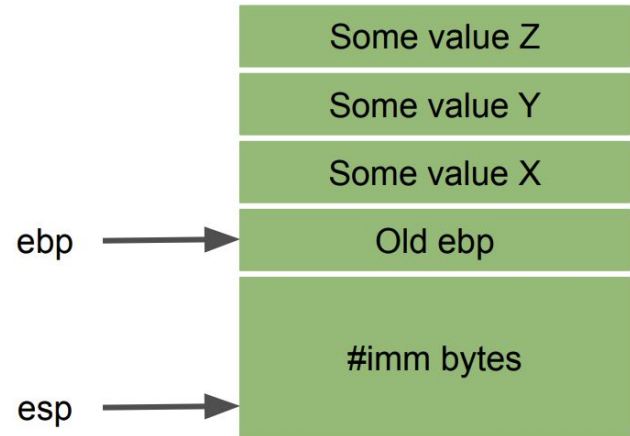 Some value Z
Some value Y
Some value X
ebp
Old ebp
#imm bytes
esp